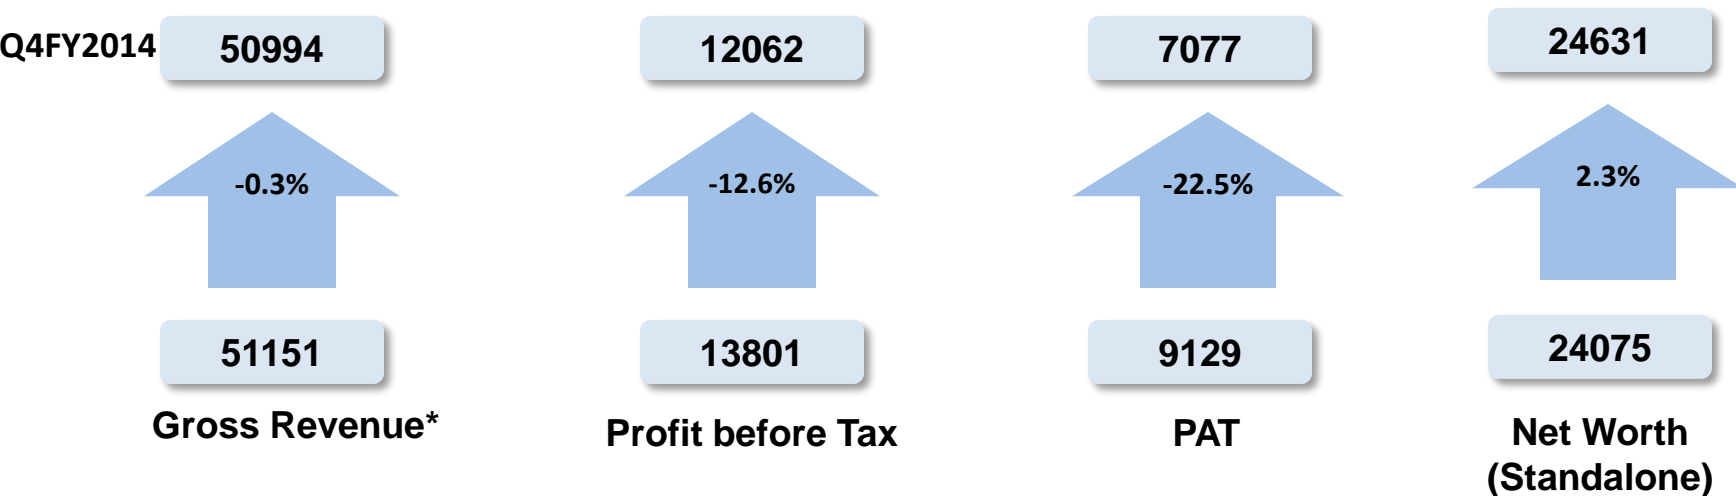 Q4FY2014 50994 12062 7077 24631
-0.3% -12.6% -22.5% 2.3%
51151 13801 9129 24075
Gross Revenue* Profit before Tax PAT Net Worth
(Standalone)